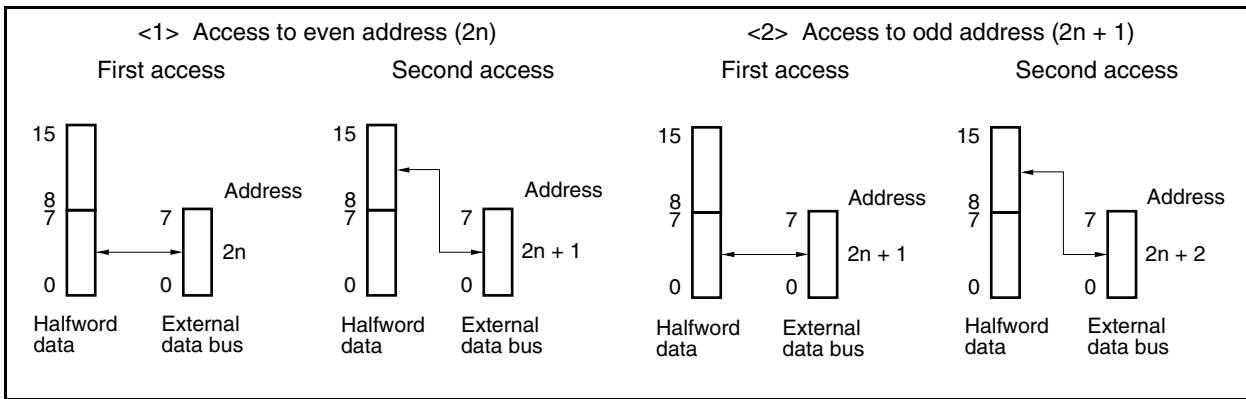 <1> Access to even address (2n)
First access
15
8
7
0
Halfword
data
7
0
External
data bus
Address
2n
Second access
15
8
7
0
Halfword
data
7
0
External
data bus
Address
2n + 1
<2> Access to odd address (2n + 1)
First access
15
8
7
0
Halfword
data
7
0
External
data bus
Address
2n + 1
Second access
15
8
7
0
Halfword
data
7
0
External
data bus
Address
2n + 2